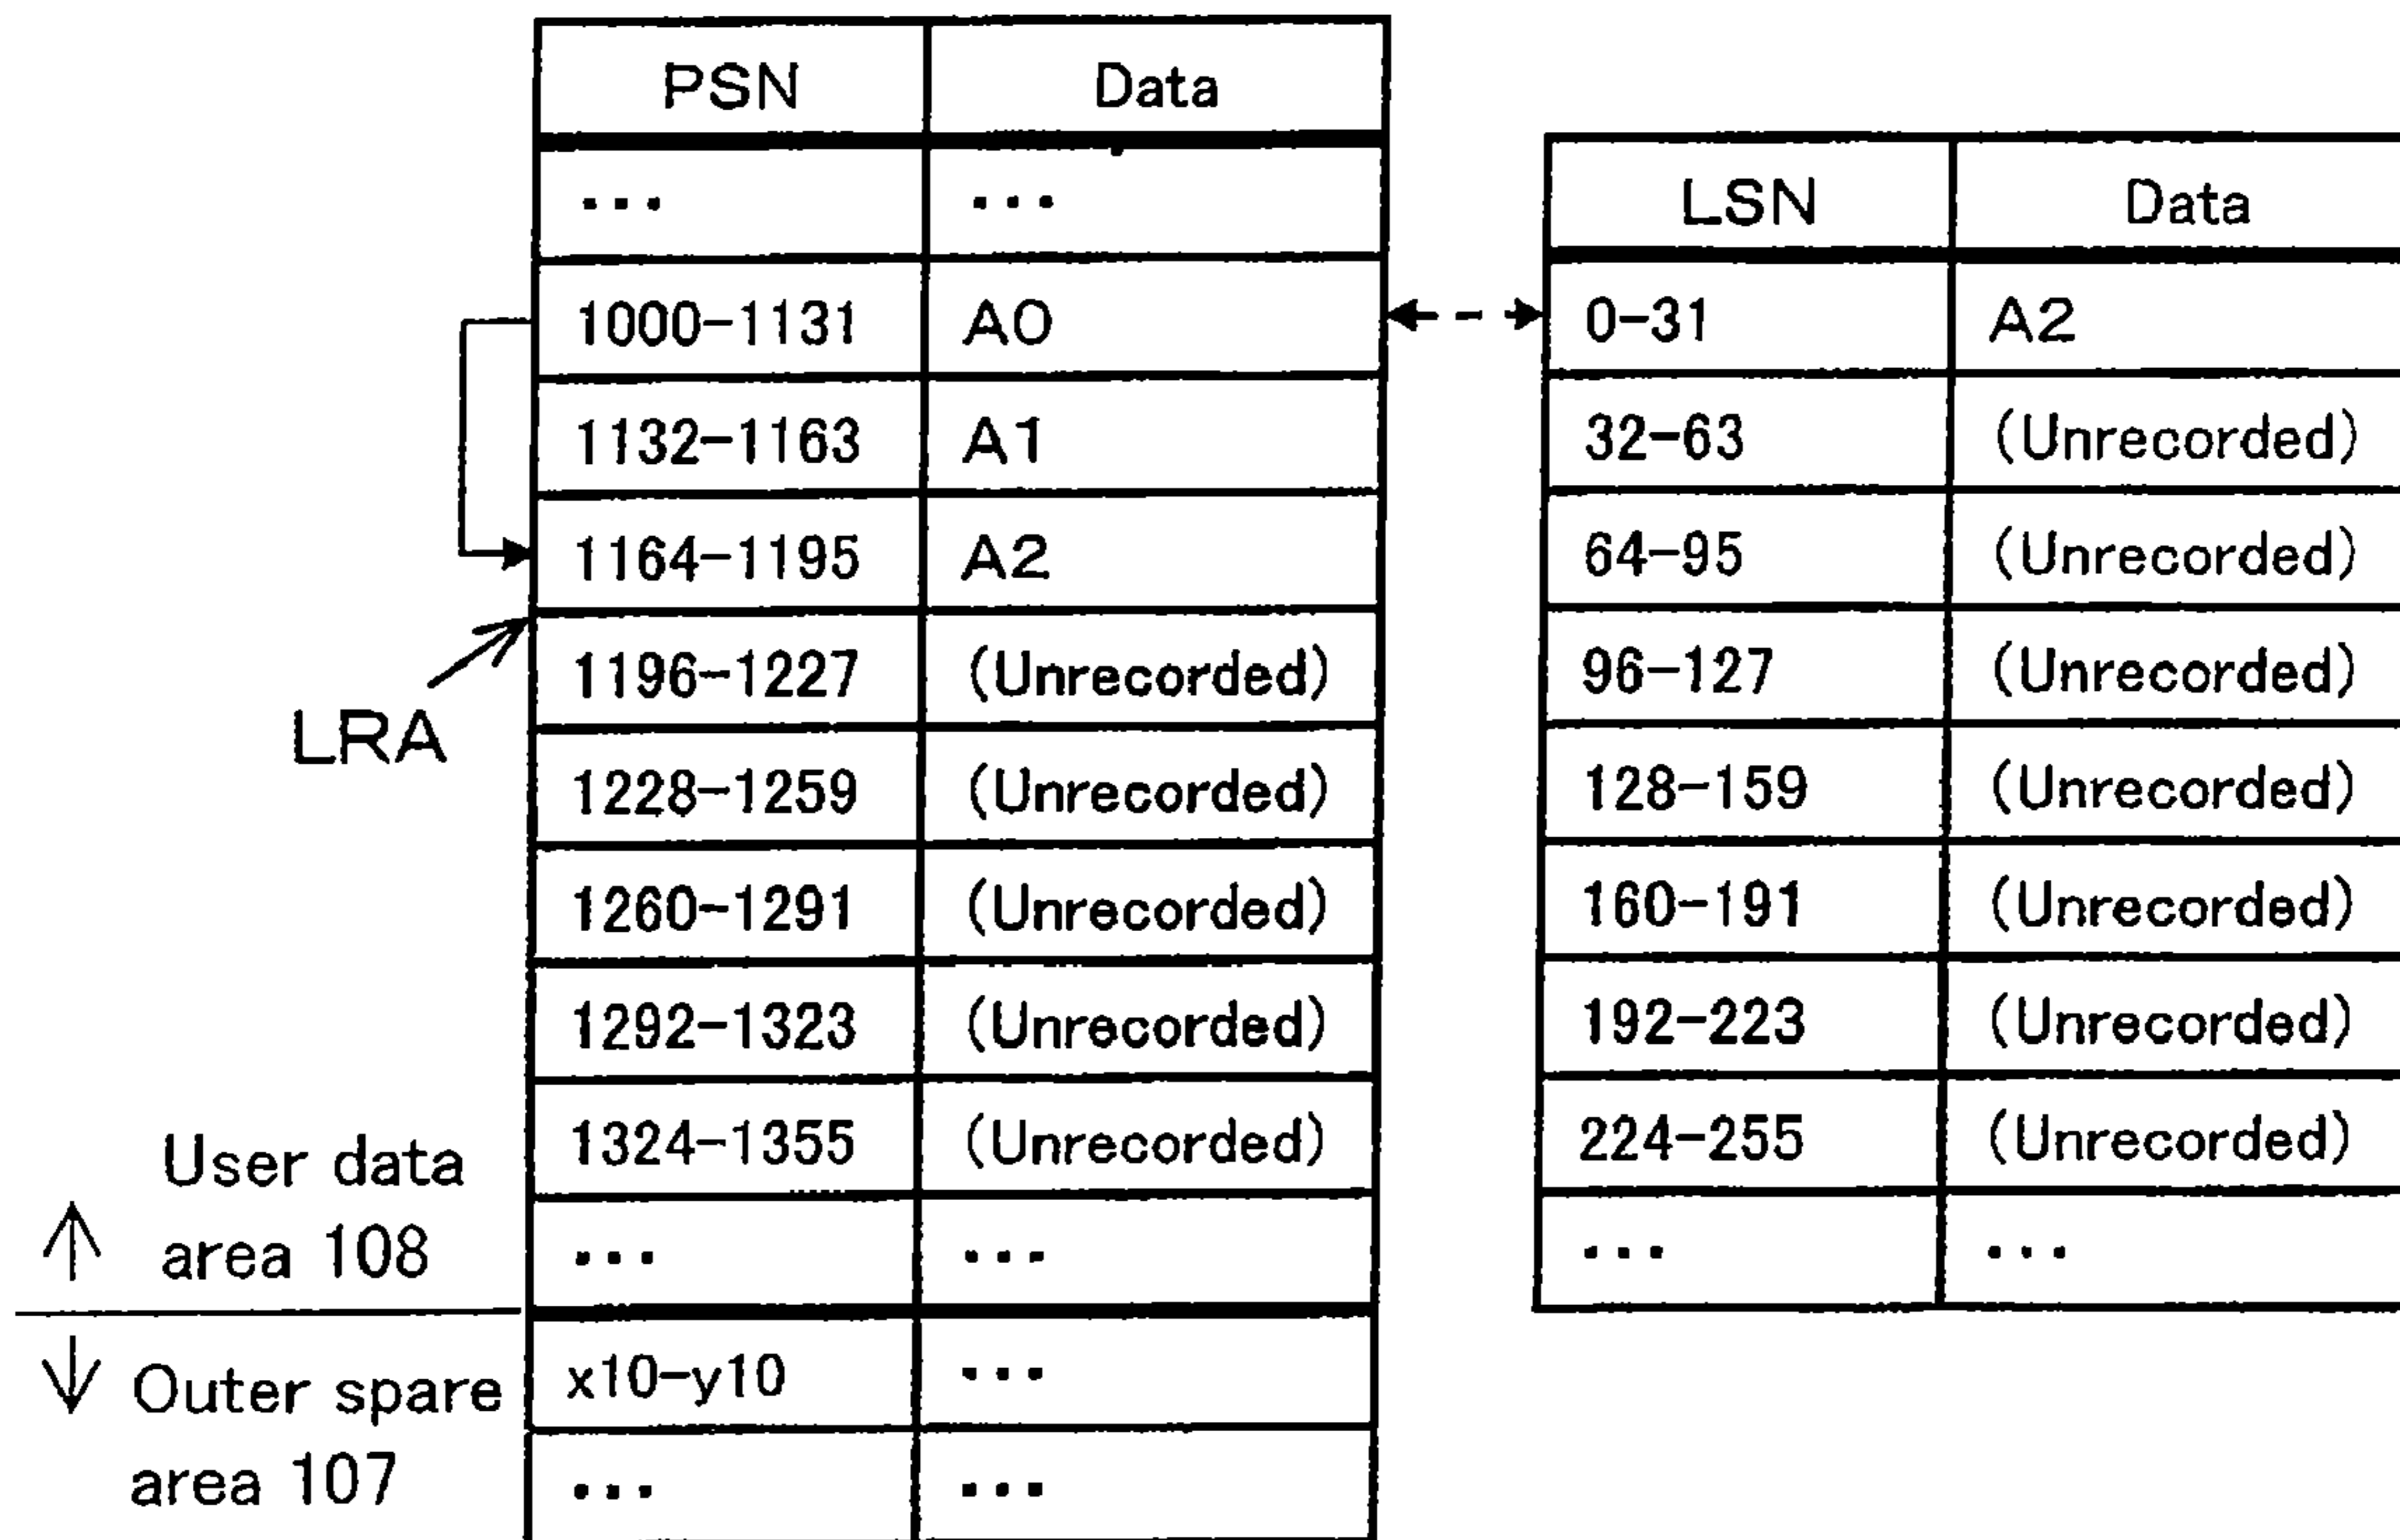 PSN Data
... ...
1000-1131 A0
1132-1163 A1
1164-1195 A2
1196-1227 (Unrecorded)
1228-1259 (Unrecorded)
1260-1291 (Unrecorded)
1292-1323 (Unrecorded)
1324-1355 (Unrecorded)
... ...
x10-y10 ...
... ...
LRA
User data
area 108
Outer spare
area 107
LSN Data
0-31 A2
32-63 (Unrecorded)
64-95 (Unrecorded)
96-127 (Unrecorded)
128-159 (Unrecorded)
160-191 (Unrecorded)
192-223 (Unrecorded)
224-255 (Unrecorded)
... ...